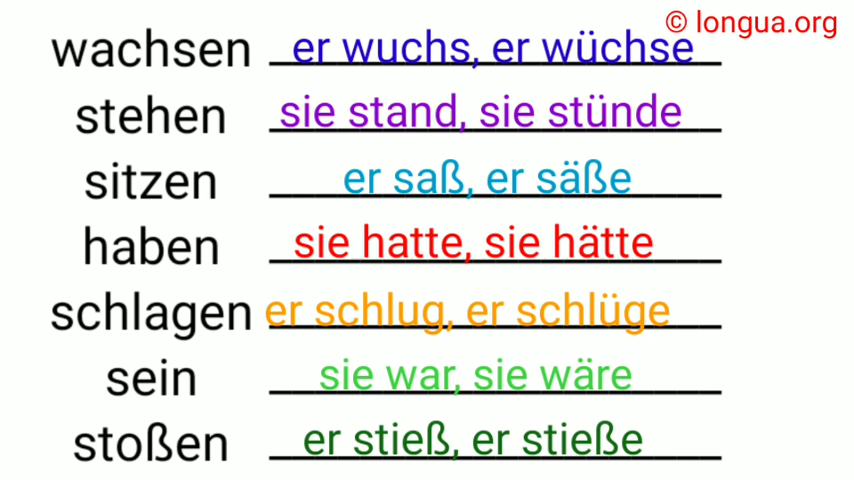 © longua.org
wachsen er wuchs, er wüchse
stehen sie stand, sie stünde
sitzen er saß, er säße
haben sie hatte, sie hätte
schlagen er schlug, er schlüge
sein sie war, sie wäre
stoßen er stieß, er stieße